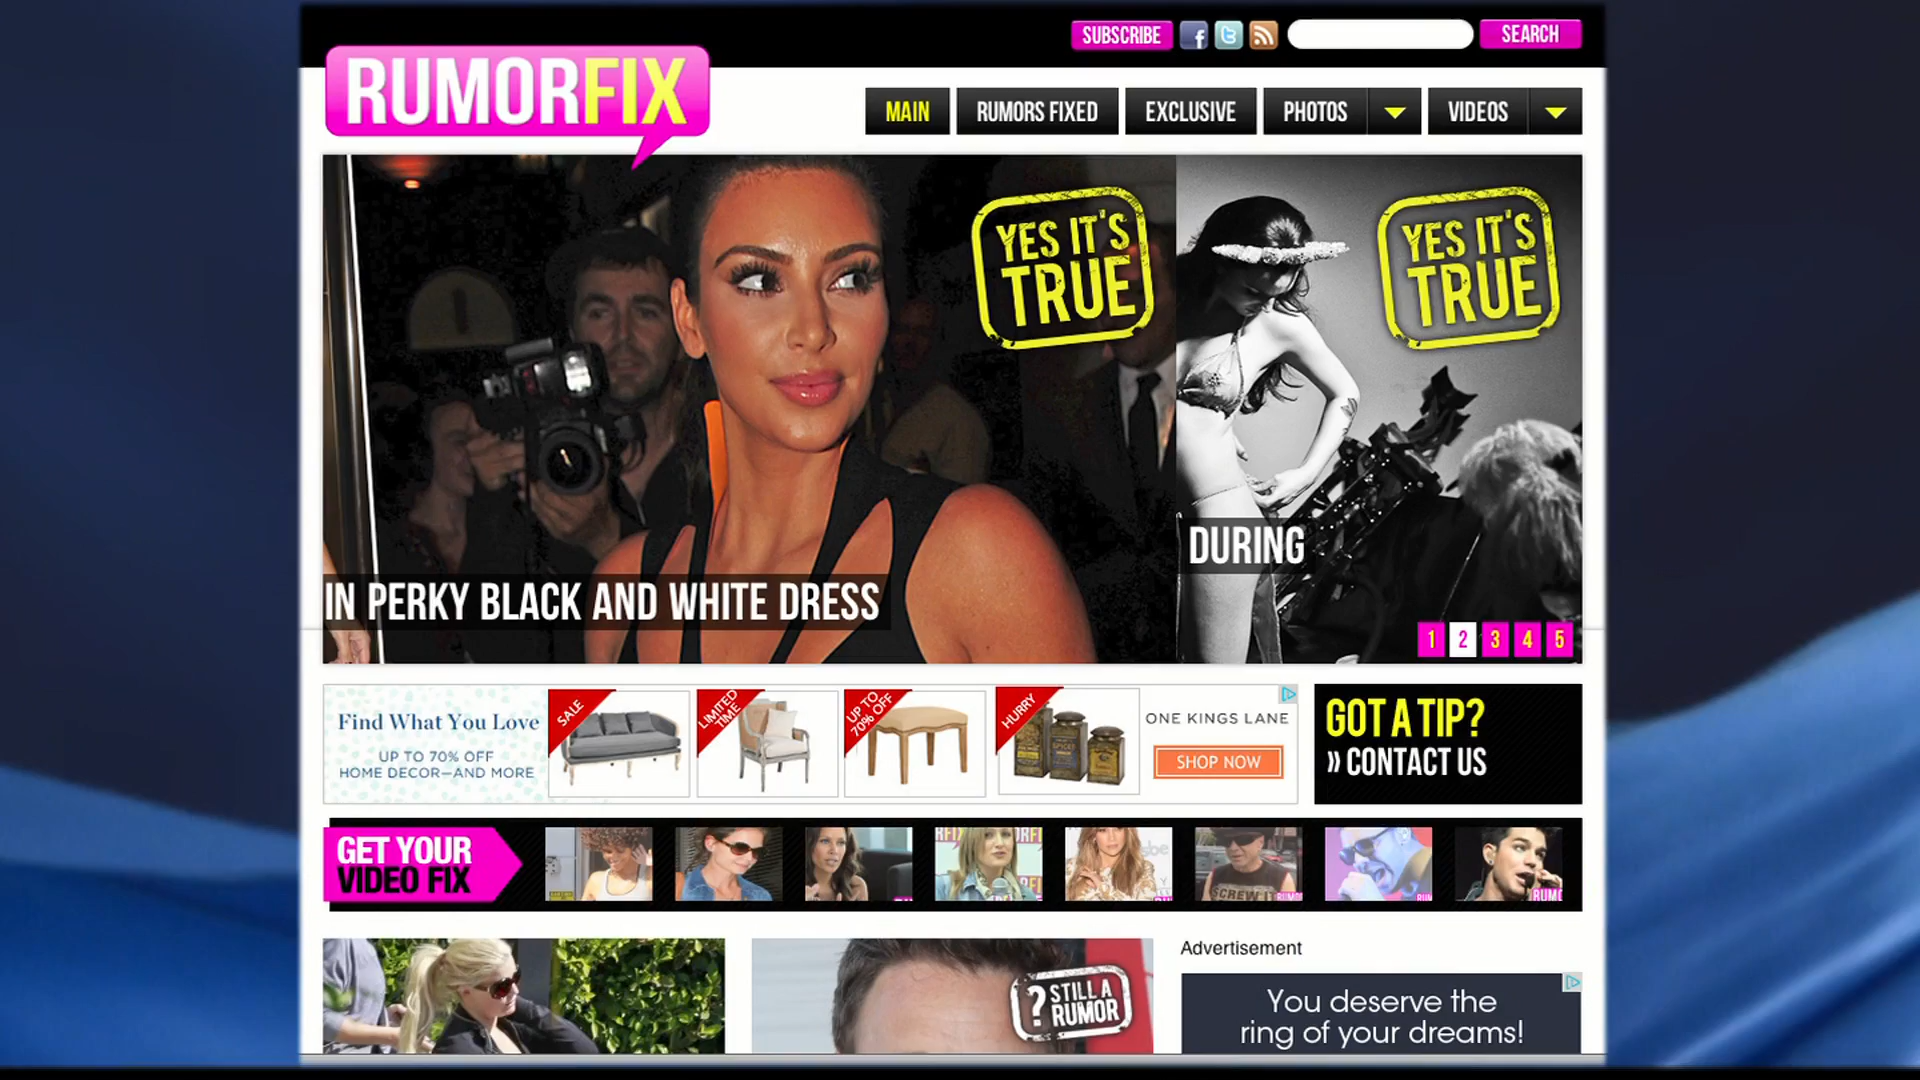 SUBSCRIBE
SEARCH
RUMORFIX
MAIN
RUMORS FIXED
EXCLUSIVE
PHOTOS
VIDEOS
YES IT'S
TRUE
YES IT'S
TRUE
IN PERKY BLACK AND WHITE DRESS
DURING
1 2 3 4 5
Find What You Love
UP TO 70% OFF
HOME DECOR—AND MORE
SALE
LIMITED
TIME
UP TO
70% OFF
HURRY
ONE KINGS LANE
SHOP NOW
GOT A TIP?
» CONTACT US
GET YOUR
VIDEO FIX
SCREW IT
STILL A
? RUMOR
Advertisement
You deserve the
ring of your dreams!